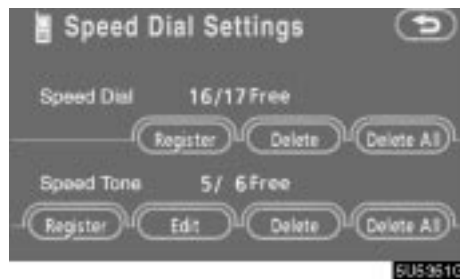 Speed Dial Settings
Speed Dial 16/17 Free
Register Delete Delete All
Speed Tone 5/ 6 Free
Register Edit Delete Delete All